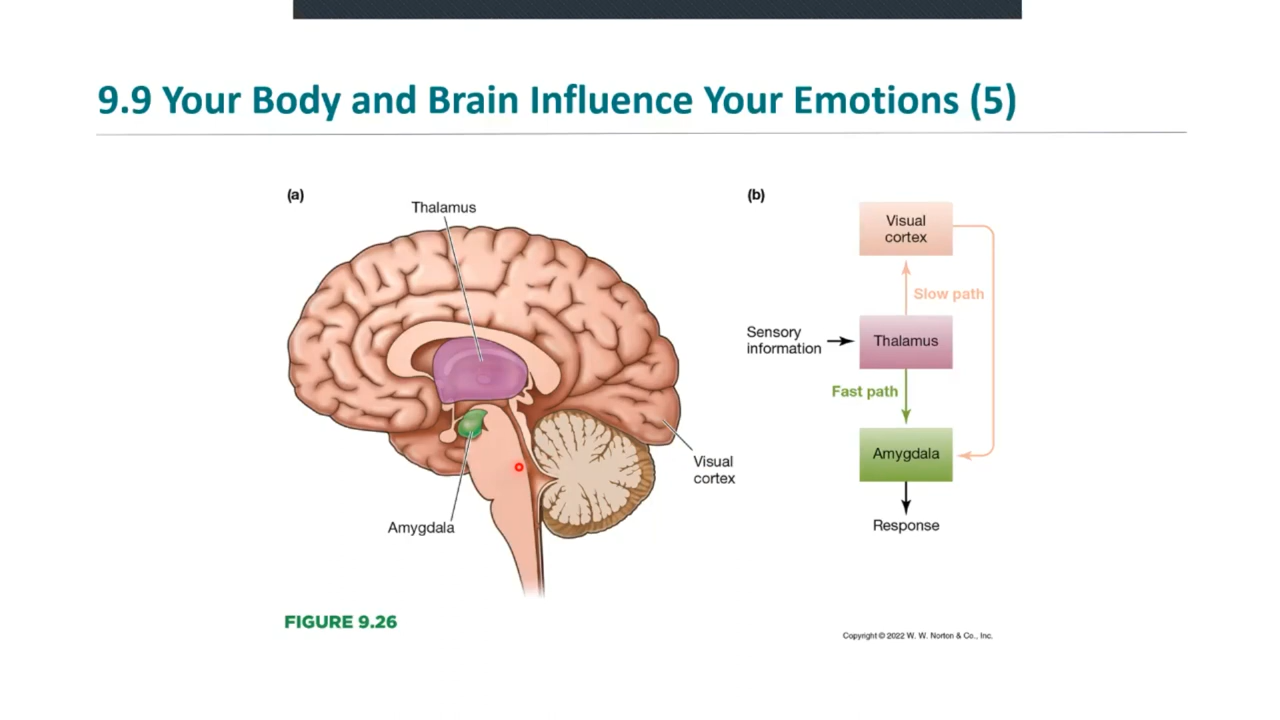 9.9 Your Body and Brain Influence Your Emotions (5)
(a)
Thalamus
Amygdala
Visual
cortex
(b)
Visual
cortex
Slow path
Sensory
information
Thalamus
Fast path
Amygdala
Response
FIGURE 9.26
Copyright © 2022 W. W. Norton & Co., Inc.